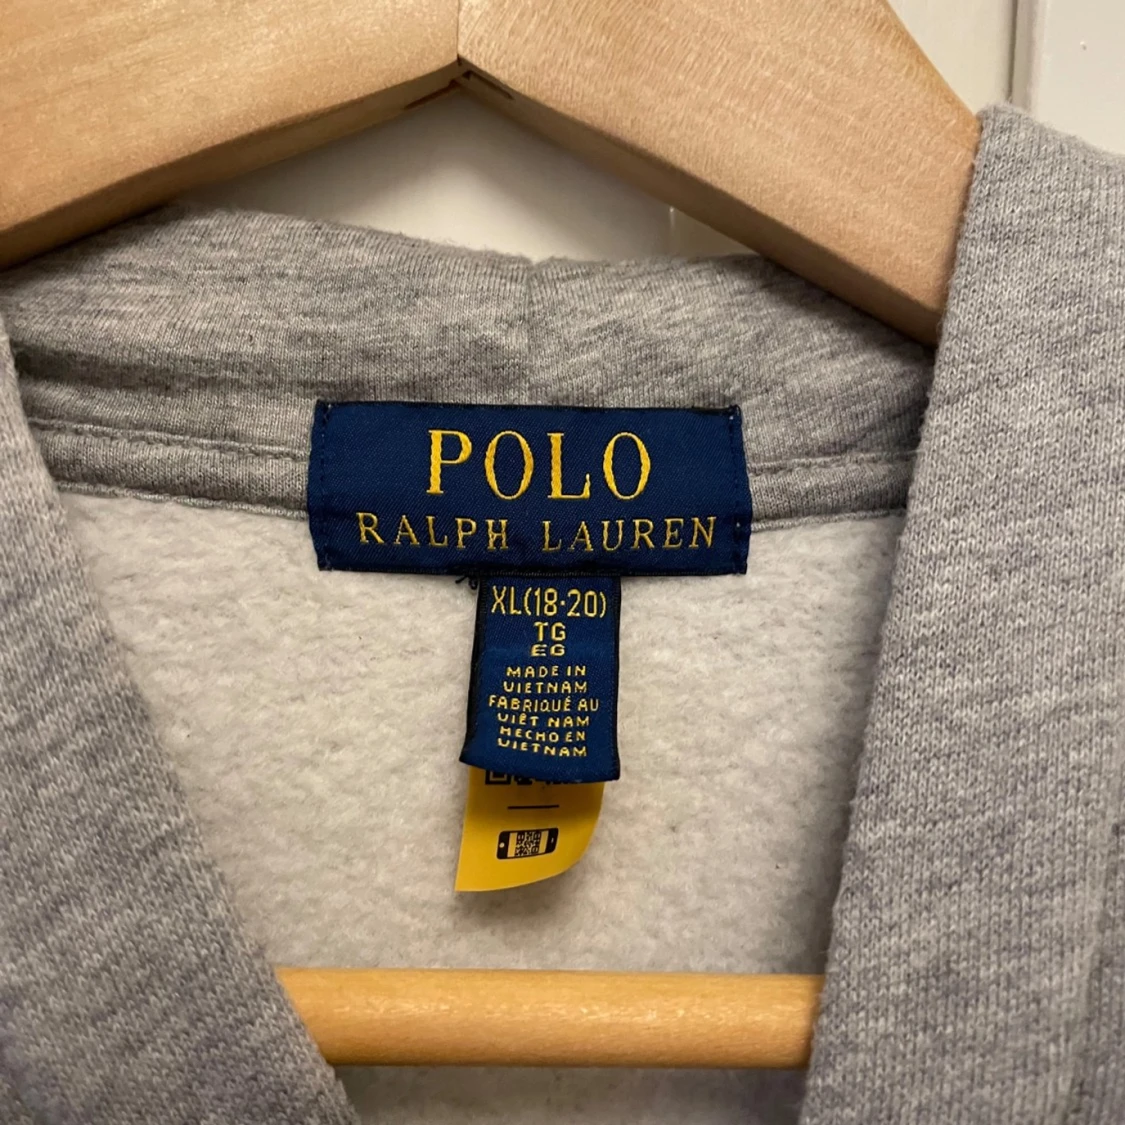 POLO
RALPH LAUREN
XL(18-20)
TG
EG
MADE IN
VIETNAM
FABRIQUÉ AU
VIÊT NAM
HECHO EN
VIETNAM